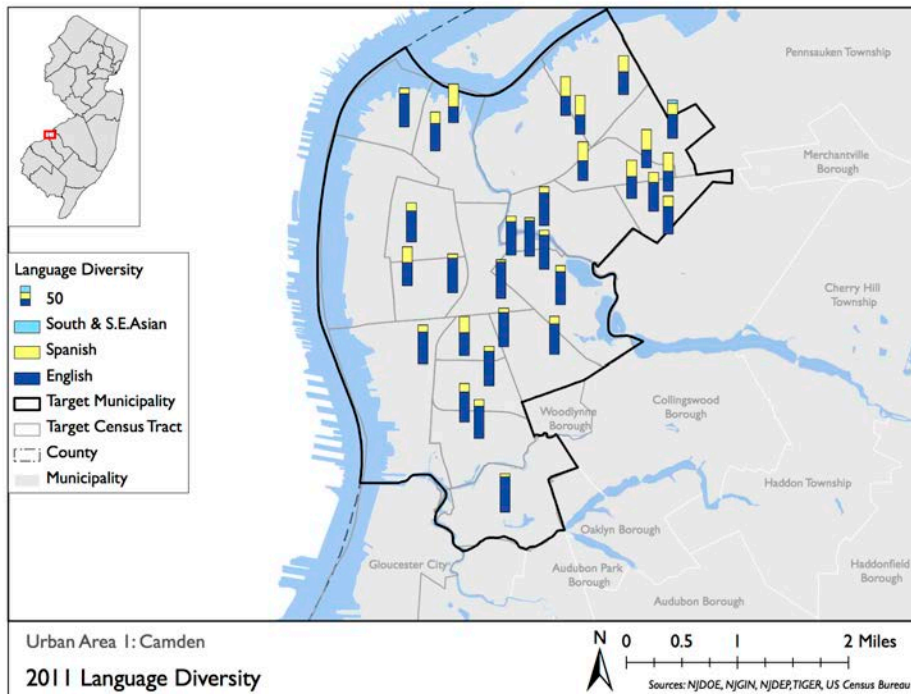 Pennsauken Township
Merchantville
Borough
Cherry Hill
Township
Language Diversity
50
South & S.E.Asian
Spanish
English
Target Municipality
Target Census Tract
County
Municipality
Woodlynne
Borough
Collingswood
Borough
Haddon Township
Oaklyn Borough
Gloucester City
Audubon Park
Borough
Haddonfield
Borough
Audubon Borough
Urban Area 1: Camden
2011 Language Diversity
N
0 0.5 1 2 Miles
Sources: NJDOE, NJGIN, NJDEP,TIGER, US Census Bureau